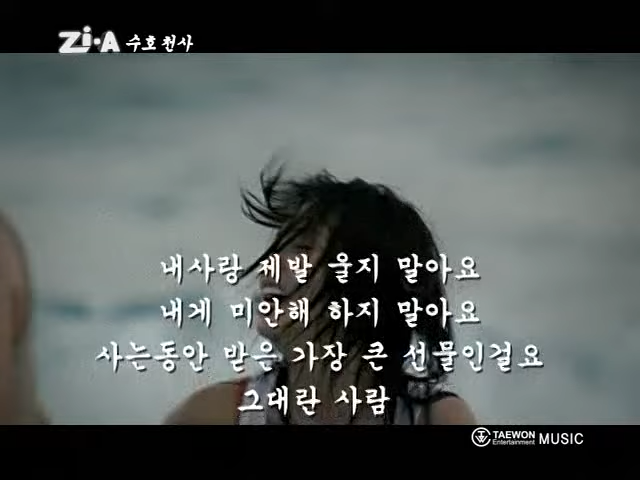 Zi·A 수호천사
내사랑 제발 울지 말아요
내게 미안해 하지 말아요
사는동안 받은 가장 큰 선물인걸요
그대란 사람
TAEWON Entertainment MUSIC